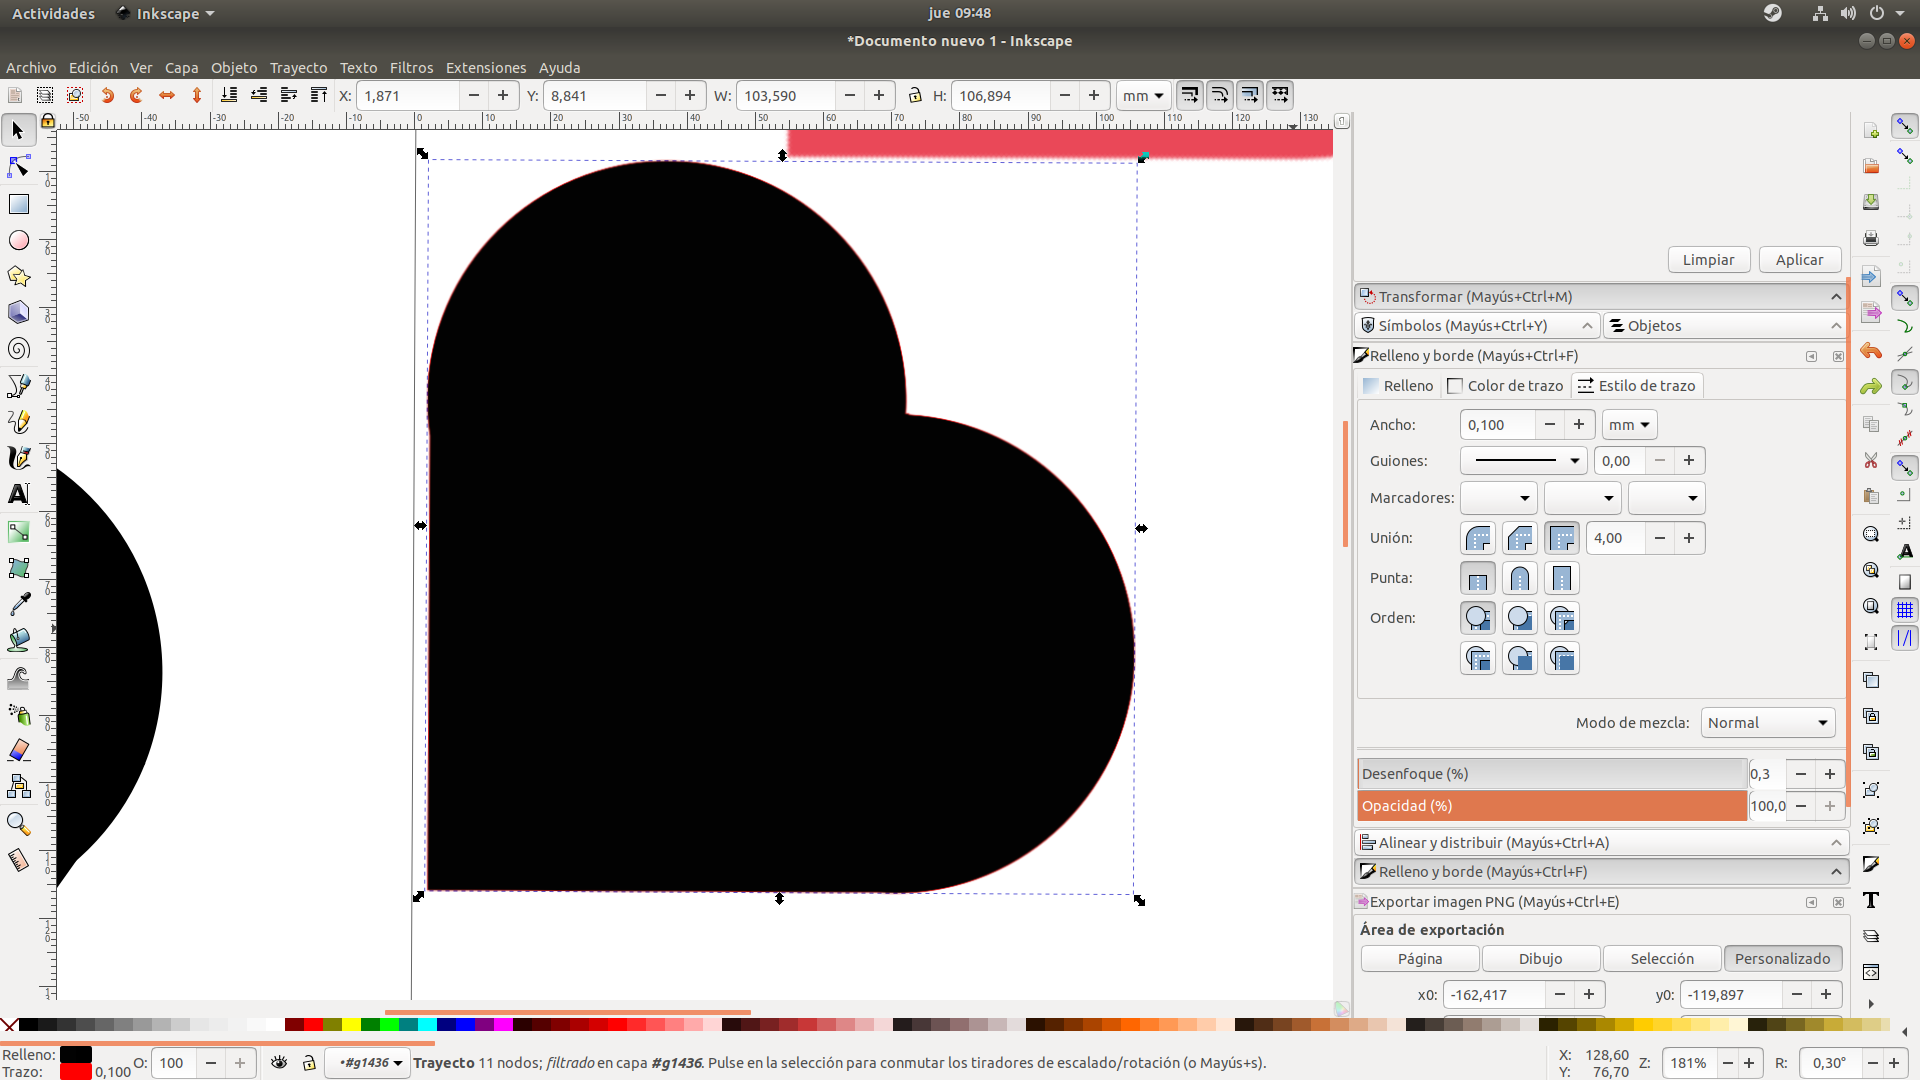 Actividades Inkscape jue 09:48
*Documento nuevo 1 - Inkscape
Archivo Edición Ver Capa Objeto Trayecto Texto Filtros Extensiones Ayuda
X: 1,871 Y: 8,841 W: 103,590 H: 106,894 mm
-50 -40 -30 -20 -10 0 10 20 30 40 50 60 70 80 90 100 110 120 130
Limpiar Aplicar
Transformar (Mayús+Ctrl+M)
Símbolos (Mayús+Ctrl+Y) Objetos
Relleno y borde (Mayús+Ctrl+F)
Relleno Color de trazo Estilo de trazo
Ancho: 0,100 mm
Guiones: 0,00
Marcadores:
Unión: 4,00
Punta:
Orden:
Modo de mezcla: Normal
Desenfoque (%) 0,3
Opacidad (%) 100,0
Alinear y distribuir (Mayús+Ctrl+A)
Relleno y borde (Mayús+Ctrl+F)
Exportar imagen PNG (Mayús+Ctrl+E)
Área de exportación
Página Dibujo Selección Personalizado
x0: -162,417 y0: -119,897
Relleno: O: 100 •#g1436 Trayecto 11 nodos; filtrado en capa #g1436. Pulse en la selección para conmutar los tiradores de escalado/rotación (o Mayús+s). X: 128,60 Z: 181% R: 0,30°
Trazo: 0,100 Y: 76,70